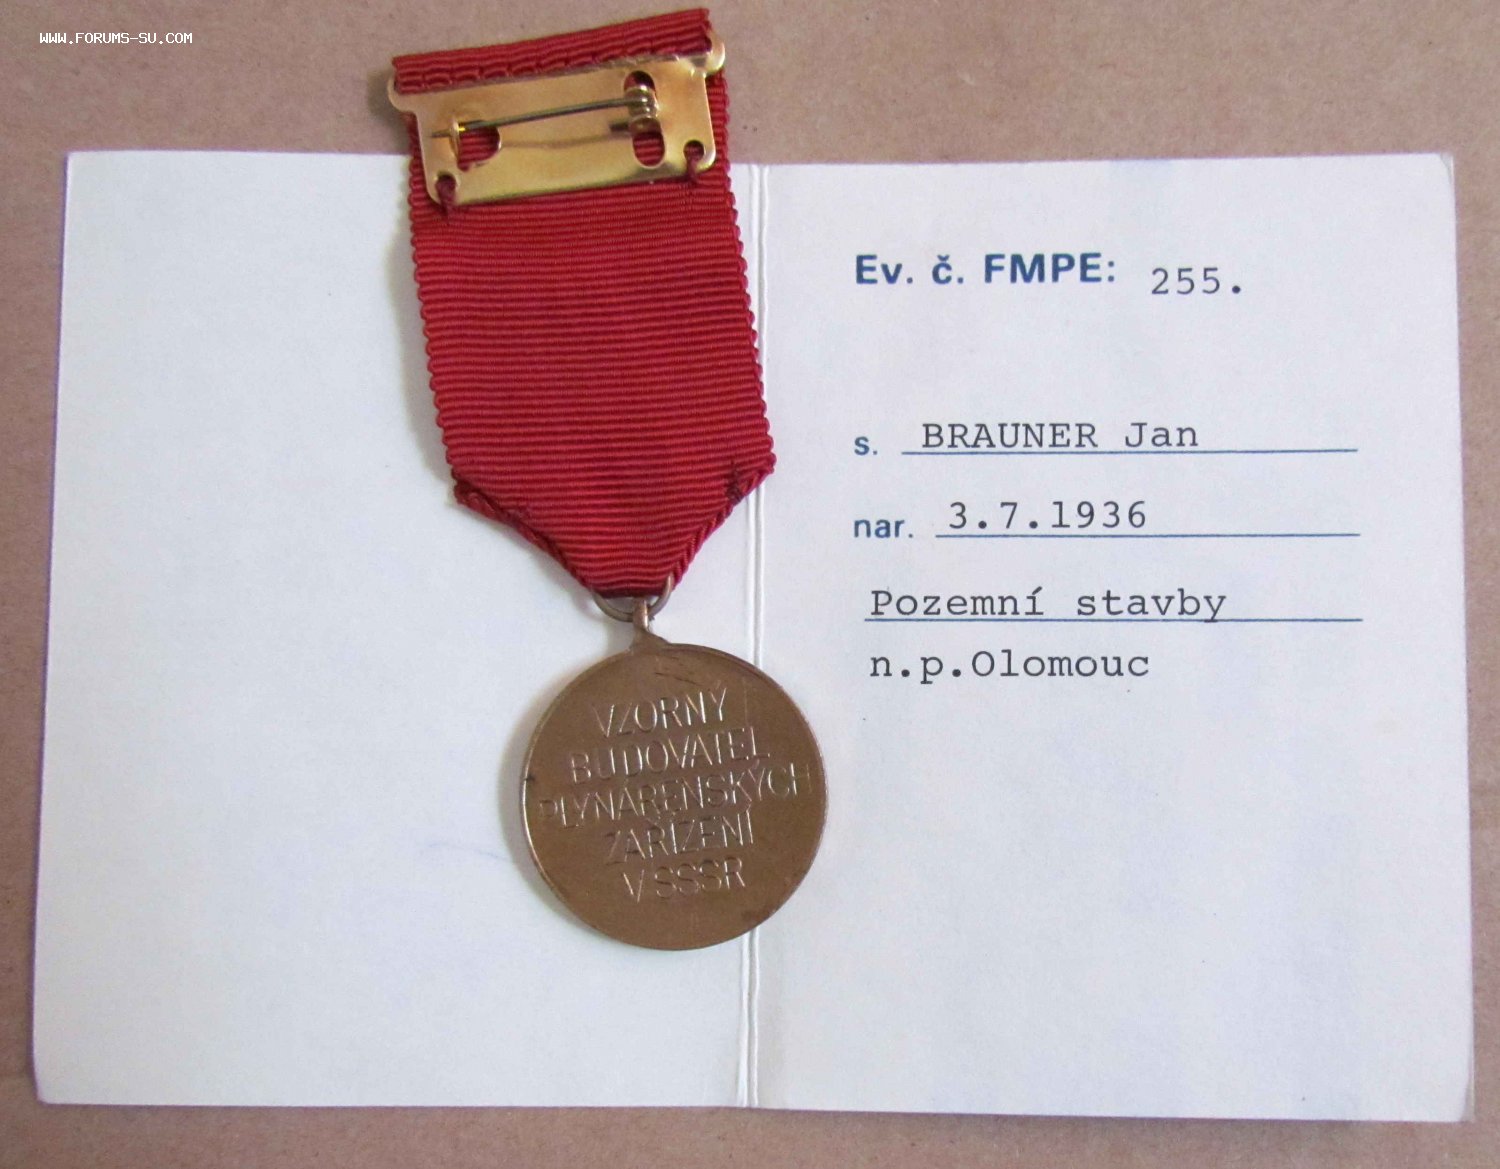 WWW.FORUMS-SU.COM
Ev. č. FMPE: 255.
s. BRAUNER Jan
nar. 3.7.1936
Pozemní stavby
n.p.Olomouc
VZORNÝ
BUDOVATEL
PLYNÁRENSKÝCH
ZAŘÍZENÍ
V SSSR